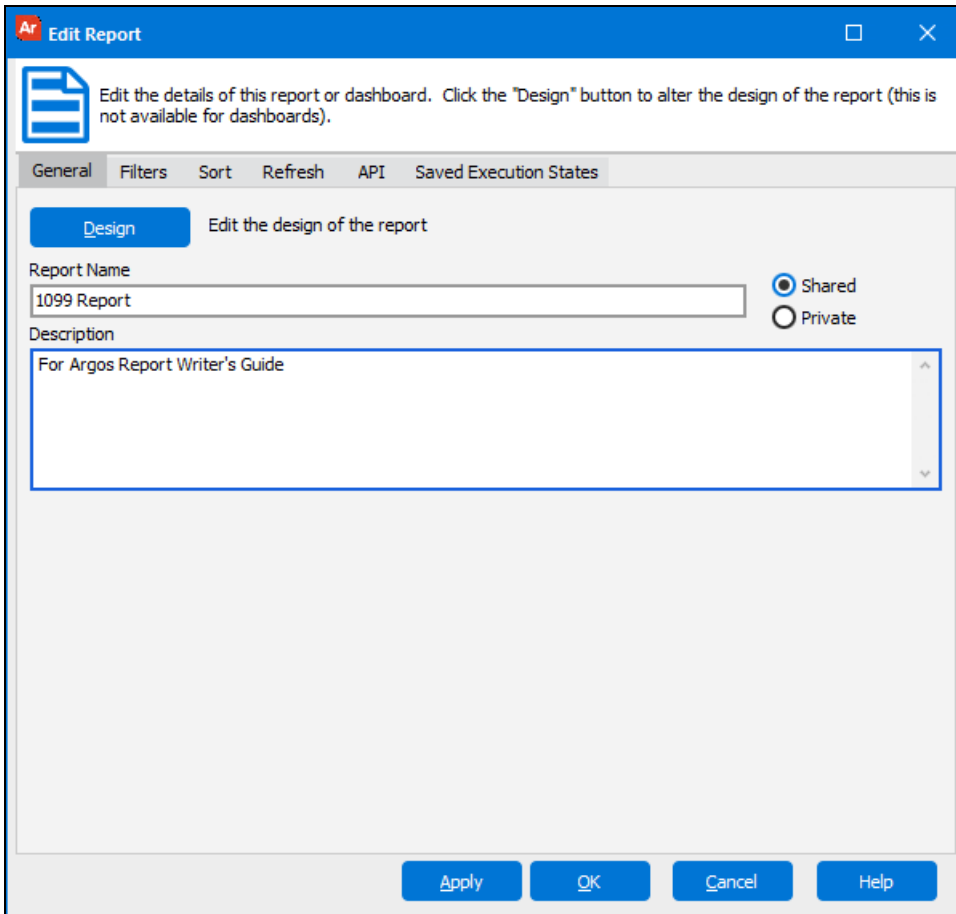 Ar Edit Report
Edit the details of this report or dashboard. Click the "Design" button to alter the design of the report (this is
not available for dashboards).
General Filters Sort Refresh API Saved Execution States
Design Edit the design of the report
Report Name
1099 Report
Shared
Private
Description
For Argos Report Writer's Guide
Apply OK Cancel Help